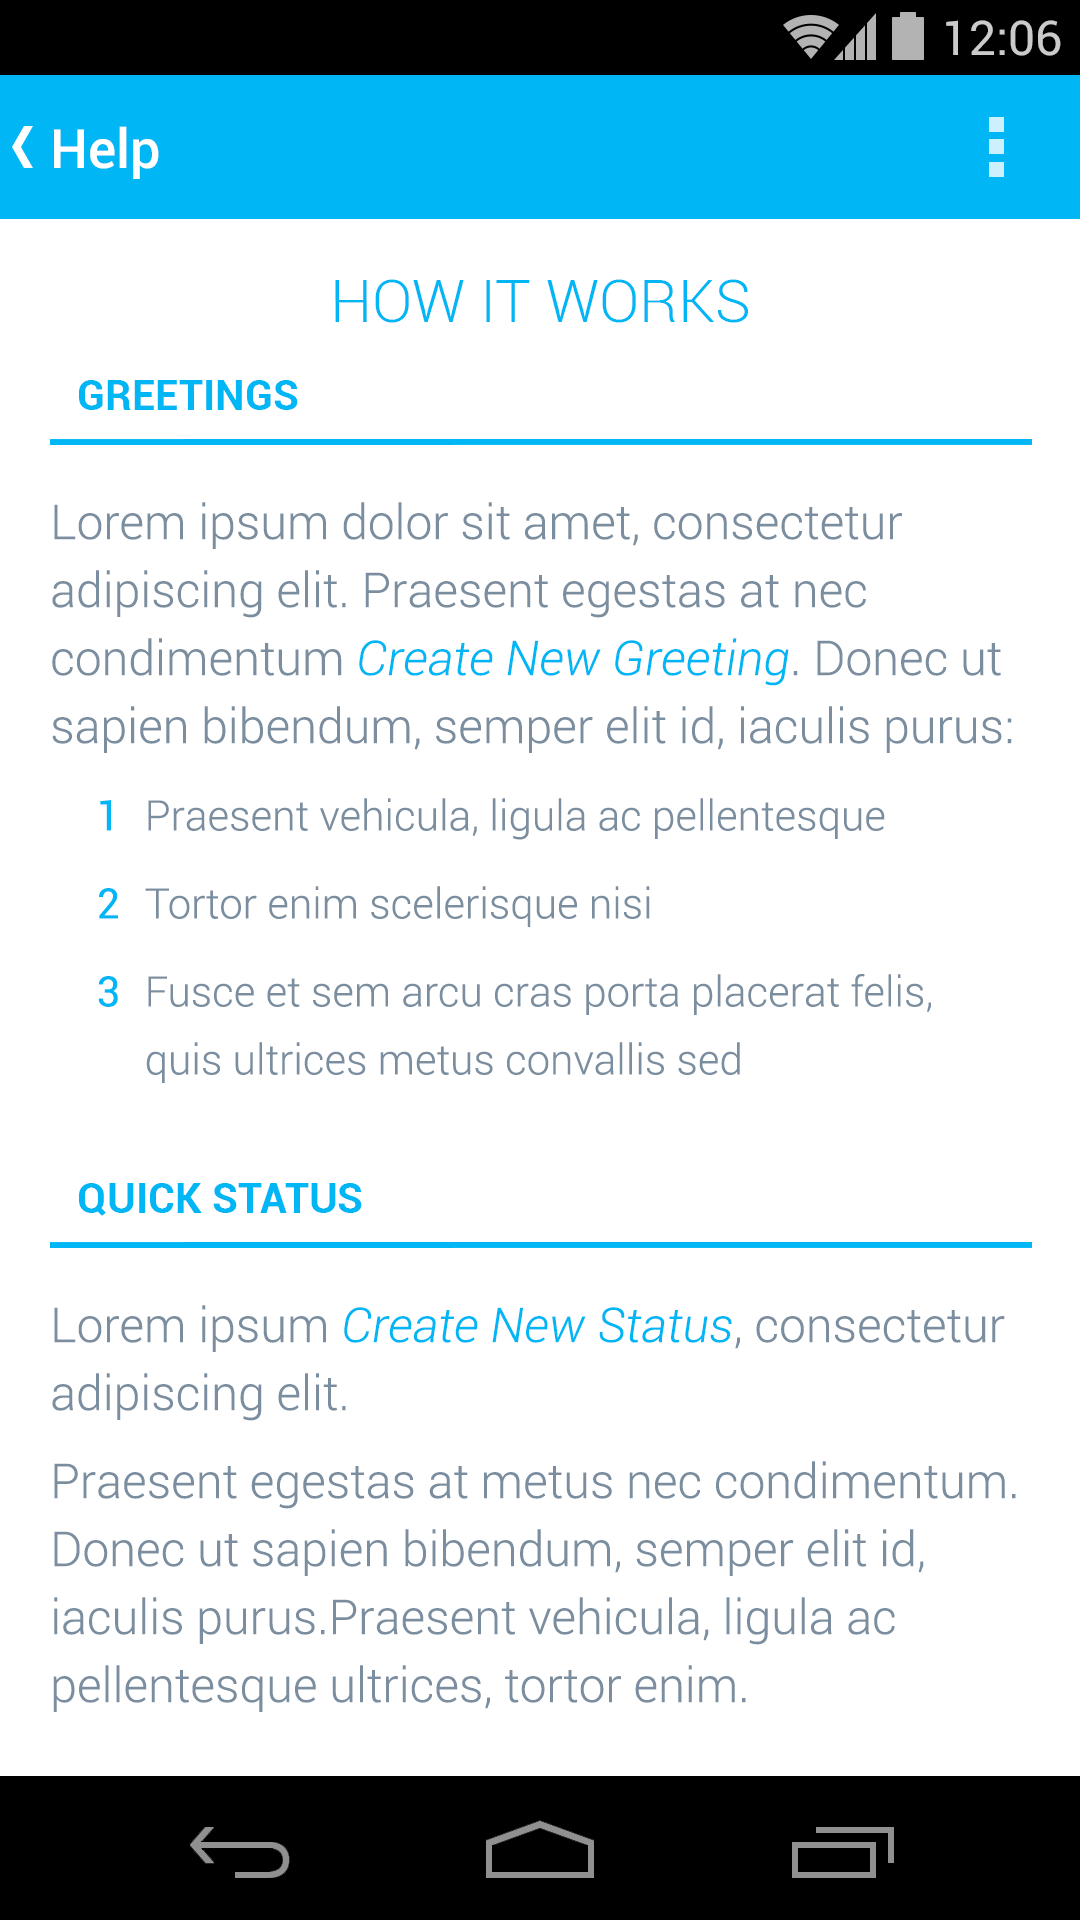 12:06
Help
HOW IT WORKS
GREETINGS
Lorem ipsum dolor sit amet, consectetur
adipiscing elit. Praesent egestas at nec
condimentum Create New Greeting. Donec ut
sapien bibendum, semper elit id, iaculis purus:
1 Praesent vehicula, ligula ac pellentesque
2 Tortor enim scelerisque nisi
3 Fusce et sem arcu cras porta placerat felis,
quis ultrices metus convallis sed
QUICK STATUS
Lorem ipsum Create New Status, consectetur
adipiscing elit.
Praesent egestas at metus nec condimentum.
Donec ut sapien bibendum, semper elit id,
iaculis purus.Praesent vehicula, ligula ac
pellentesque ultrices, tortor enim.